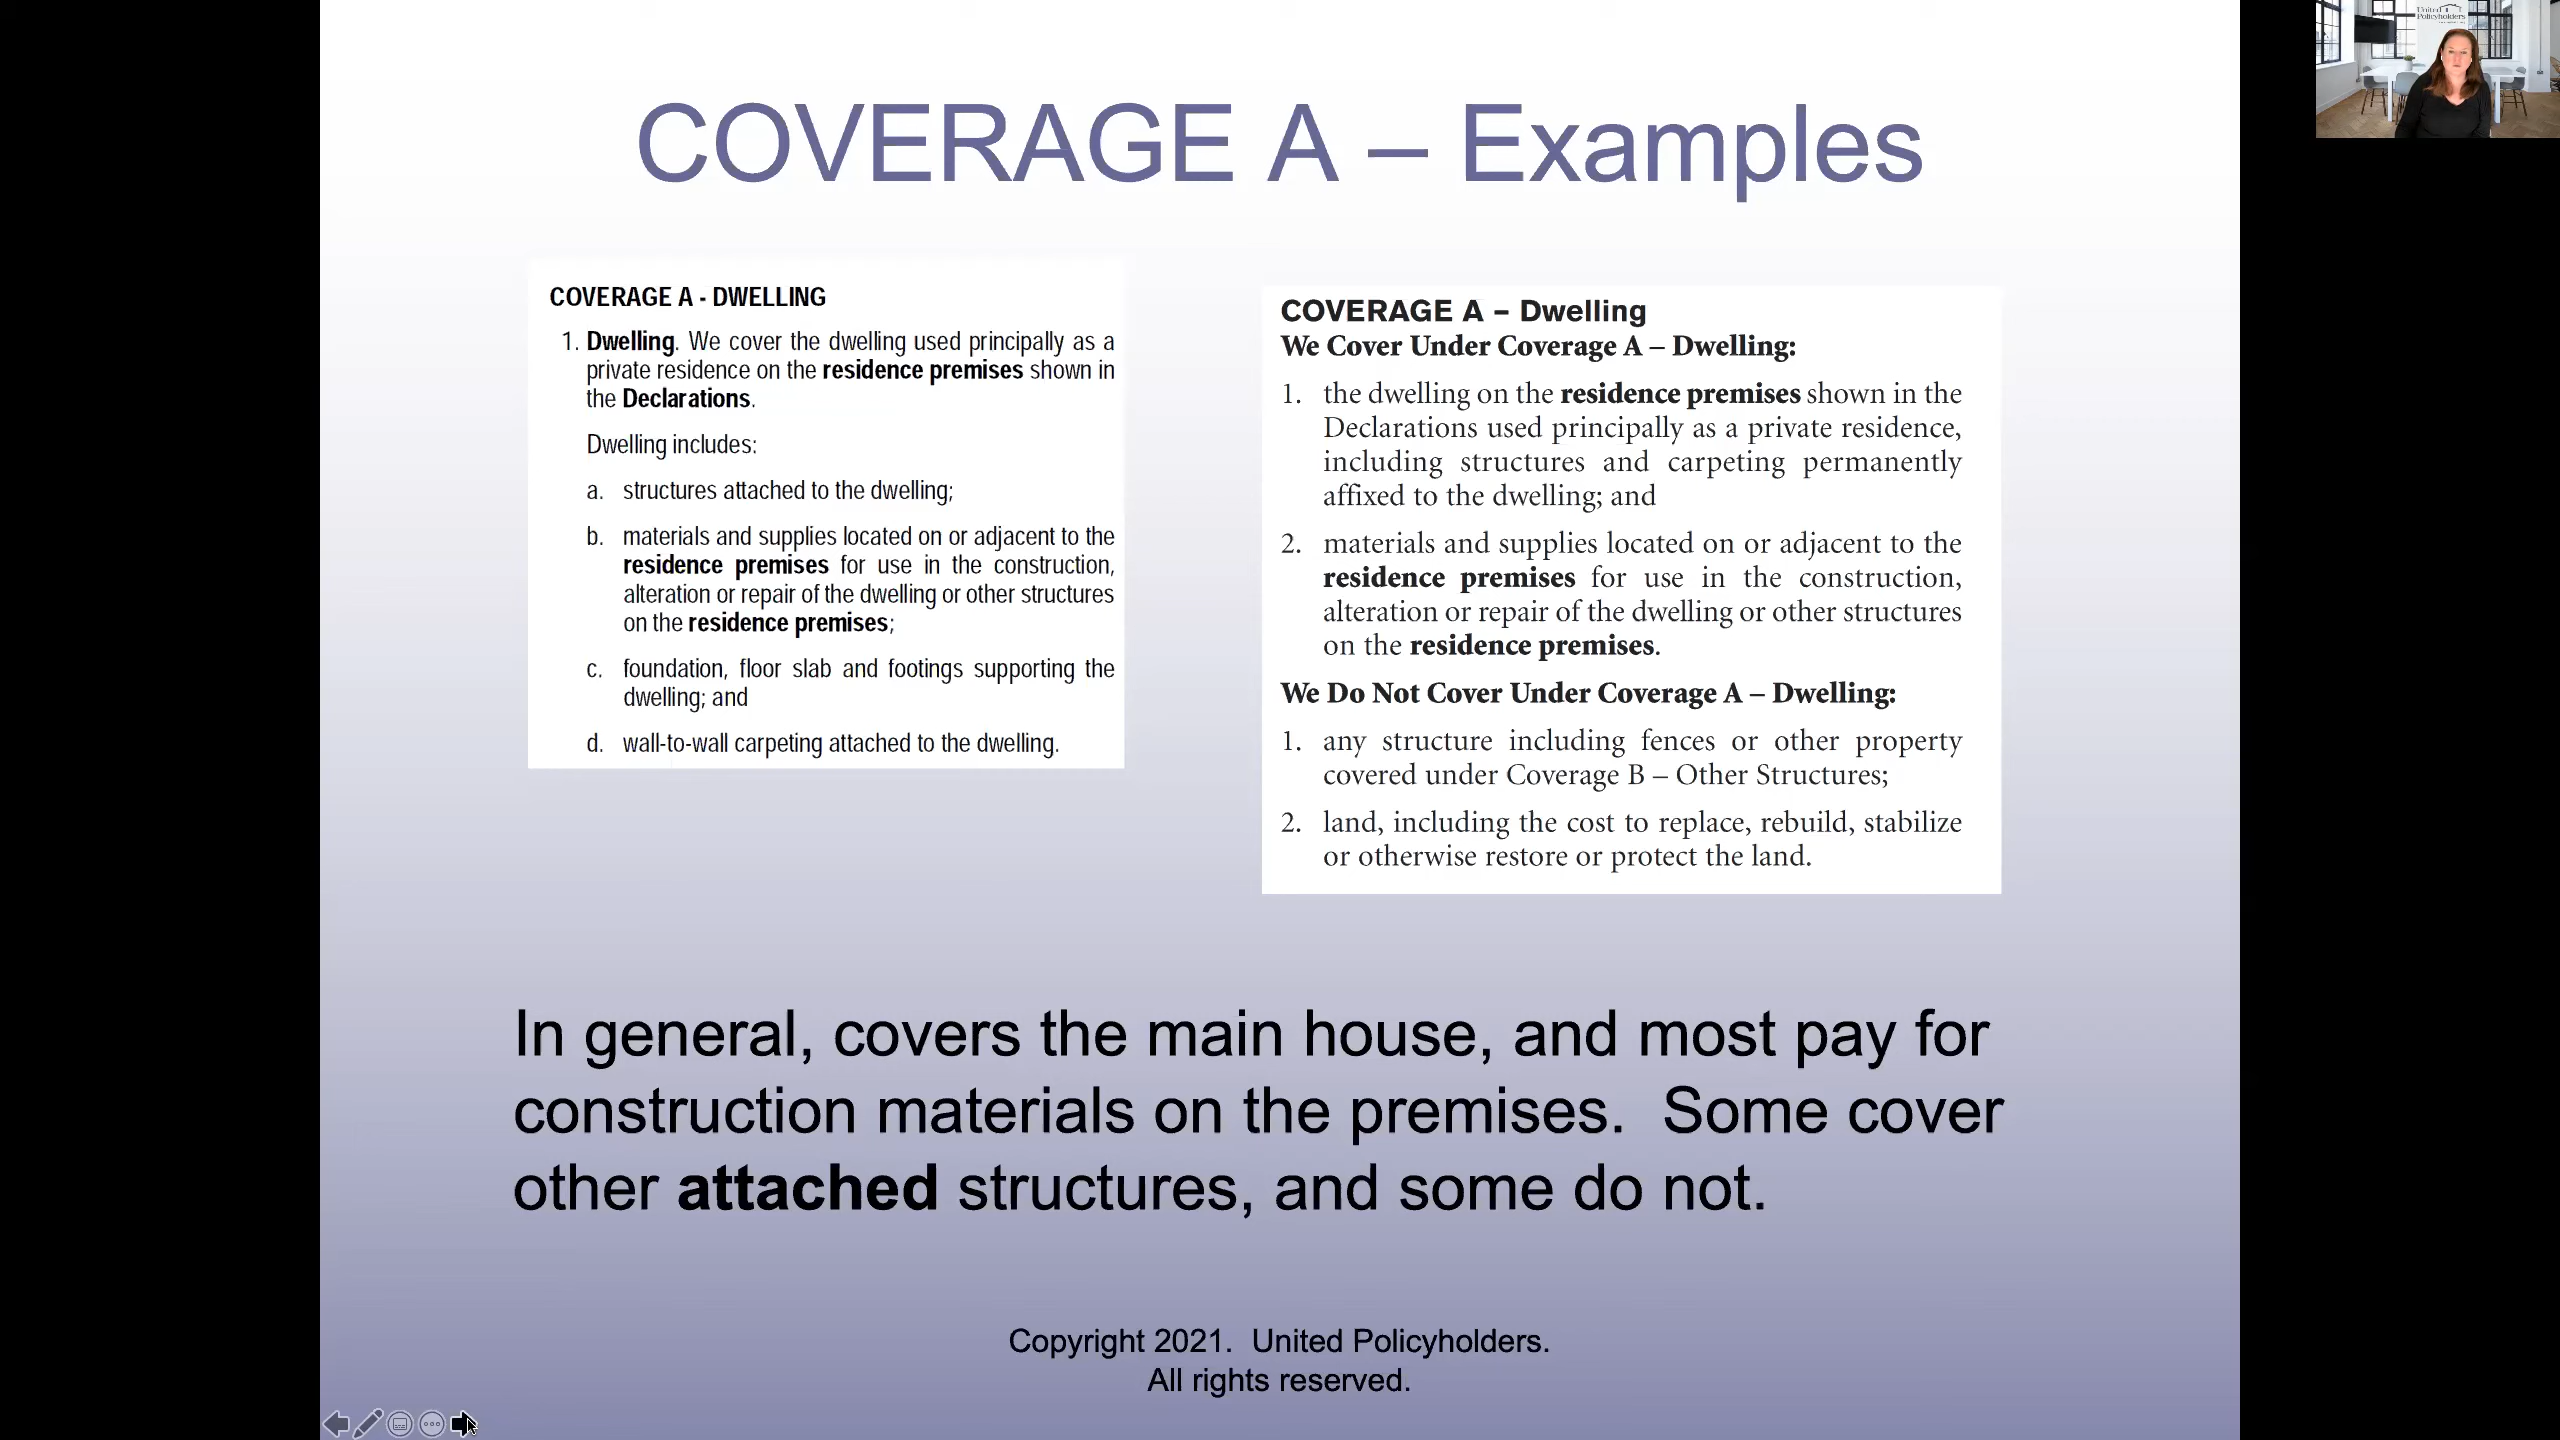 COVERAGE A – Examples
COVERAGE A - DWELLING
1. Dwelling. We cover the dwelling used principally as a
private residence on the residence premises shown in
the Declarations.
Dwelling includes:
a. structures attached to the dwelling;
b. materials and supplies located on or adjacent to the
residence premises for use in the construction,
alteration or repair of the dwelling or other structures
on the residence premises;
c. foundation, floor slab and footings supporting the
dwelling; and
d. wall-to-wall carpeting attached to the dwelling.
COVERAGE A – Dwelling
We Cover Under Coverage A – Dwelling:
1. the dwelling on the residence premises shown in the
Declarations used principally as a private residence,
including structures and carpeting permanently
affixed to the dwelling; and
2. materials and supplies located on or adjacent to the
residence premises for use in the construction,
alteration or repair of the dwelling or other structures
on the residence premises.
We Do Not Cover Under Coverage A – Dwelling:
1. any structure including fences or other property
covered under Coverage B – Other Structures;
2. land, including the cost to replace, rebuild, stabilize
or otherwise restore or protect the land.
In general, covers the main house, and most pay for
construction materials on the premises.  Some cover
other attached structures, and some do not.
Copyright 2021.  United Policyholders.
All rights reserved.
United
Policyholders